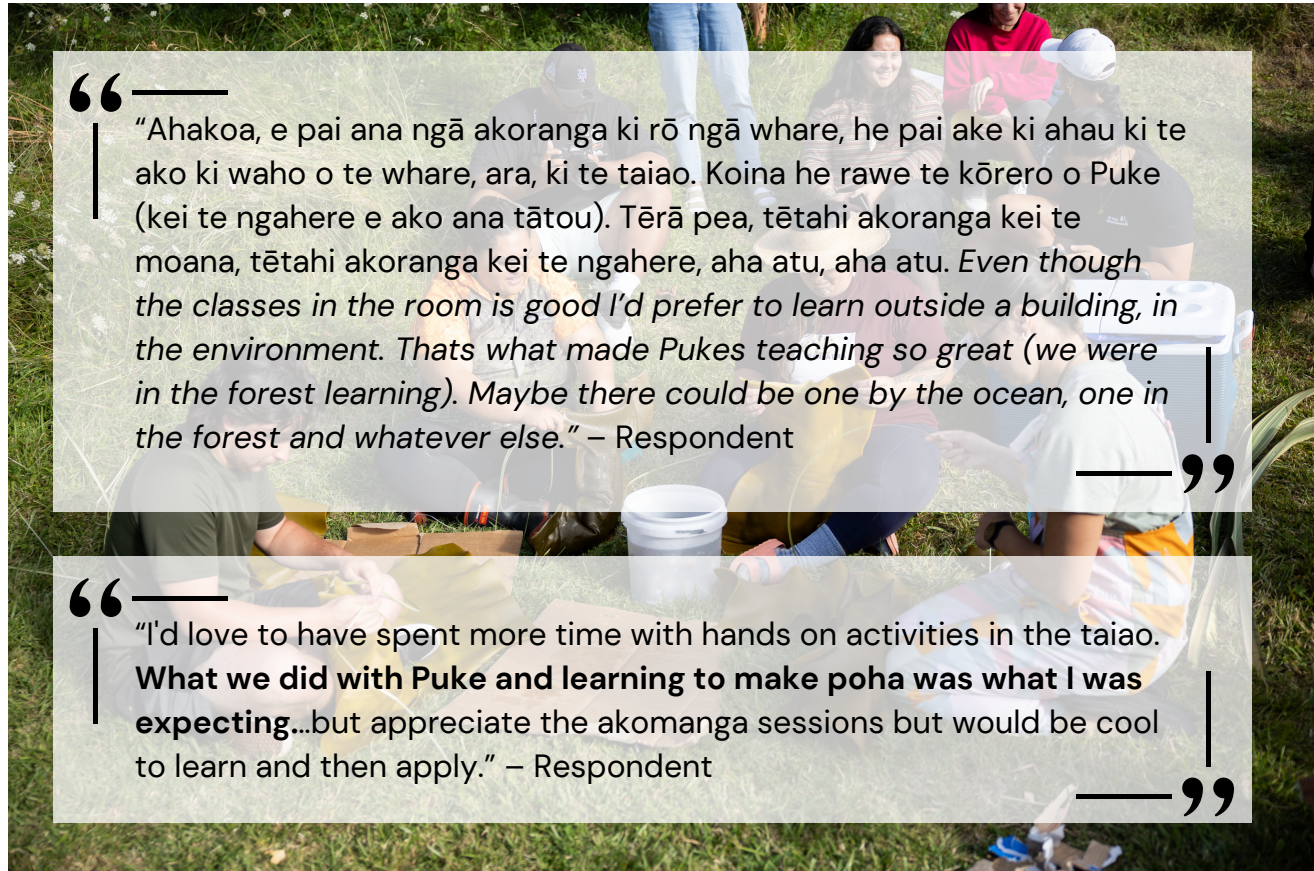 “Ahakoa, e pai ana ngā akoranga ki rō ngā whare, he pai ake ki ahau ki te
ako ki waho o te whare, ara, ki te taiao. Koina he rawe te kōrero o Puke
(kei te ngahere e ako ana tātou). Tērā pea, tētahi akoranga kei te
moana, tētahi akoranga kei te ngahere, aha atu, aha atu. Even though
the classes in the room is good I’d prefer to learn outside a building, in
the environment. Thats what made Pukes teaching so great (we were
in the forest learning). Maybe there could be one by the ocean, one in
the forest and whatever else.” – Respondent
“I'd love to have spent more time with hands on activities in the taiao.
What we did with Puke and learning to make poha was what I was
expecting...but appreciate the akomanga sessions but would be cool
to learn and then apply.” – Respondent